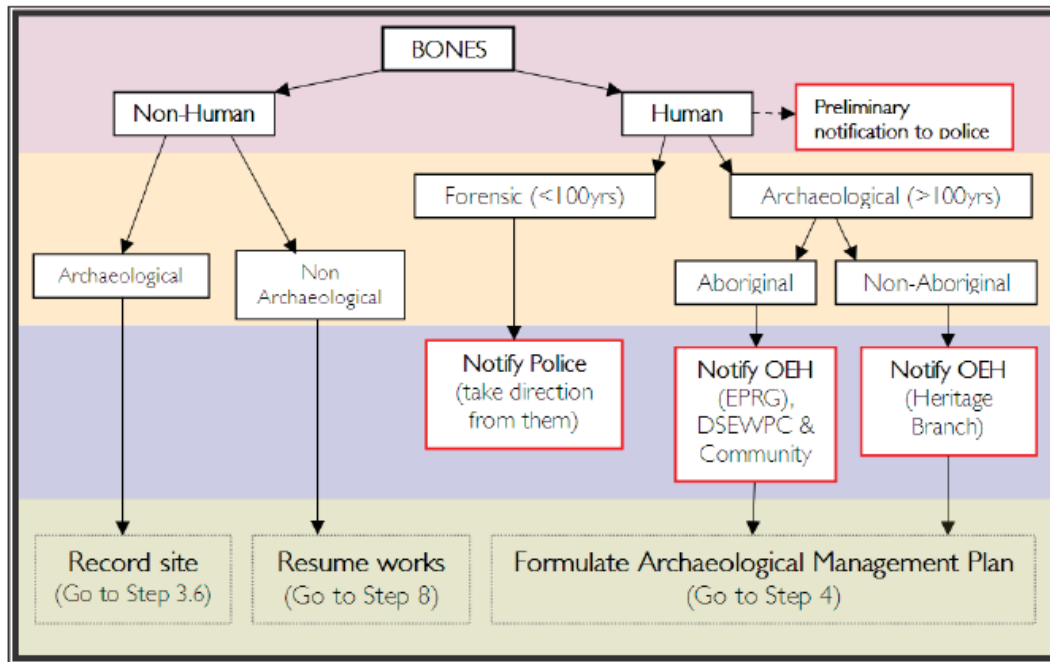 BONES
Non-Human
Human
Preliminary
notification to police
Forensic (<100yrs)
Archaeological (>100yrs)
Archaeological
Non
Archaeological
Aboriginal
Non-Aboriginal
Notify Police
(take direction
from them)
Notify OEH
(EPRG),
DSEWPC &
Community
Notify OEH
(Heritage
Branch)
Record site
(Go to Step 3.6)
Resume works
(Go to Step 8)
Formulate Archaeological Management Plan
(Go to Step 4)